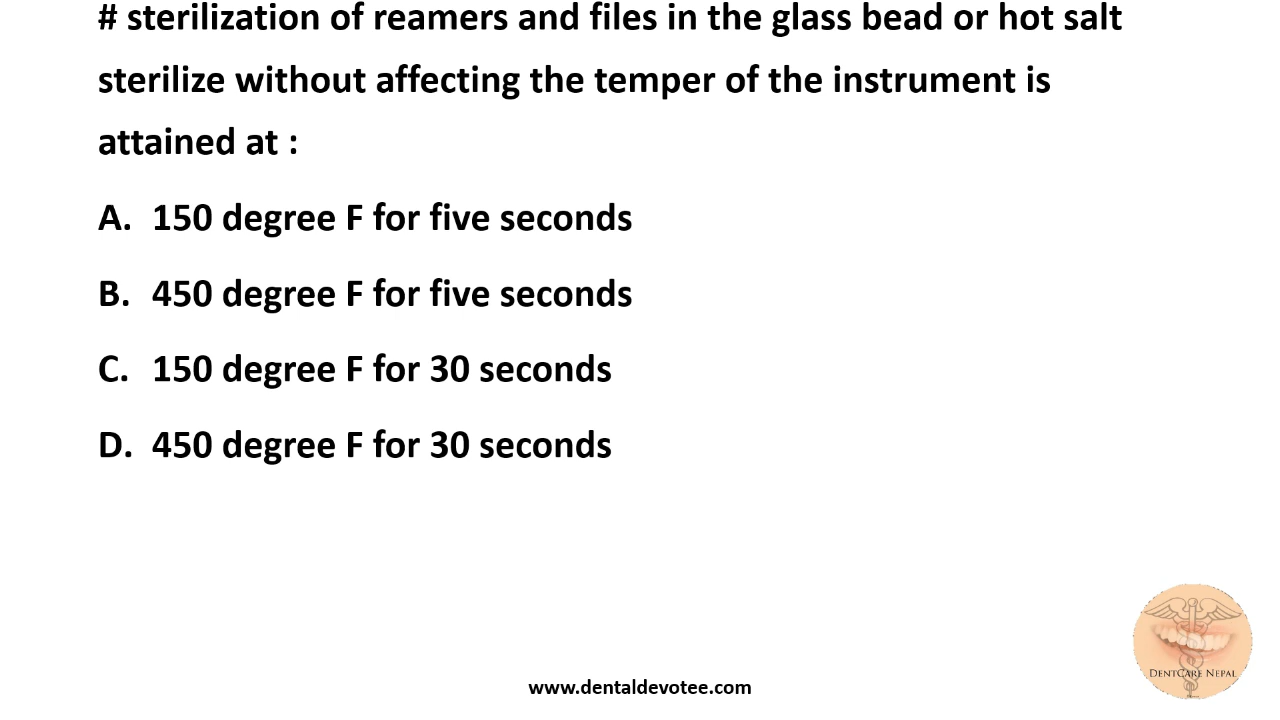 # sterilization of reamers and files in the glass bead or hot salt
sterilize without affecting the temper of the instrument is
attained at :
A. 150 degree F for five seconds
B. 450 degree F for five seconds
C. 150 degree F for 30 seconds
D. 450 degree F for 30 seconds
DentCare Nepal
www.dentaldevotee.com